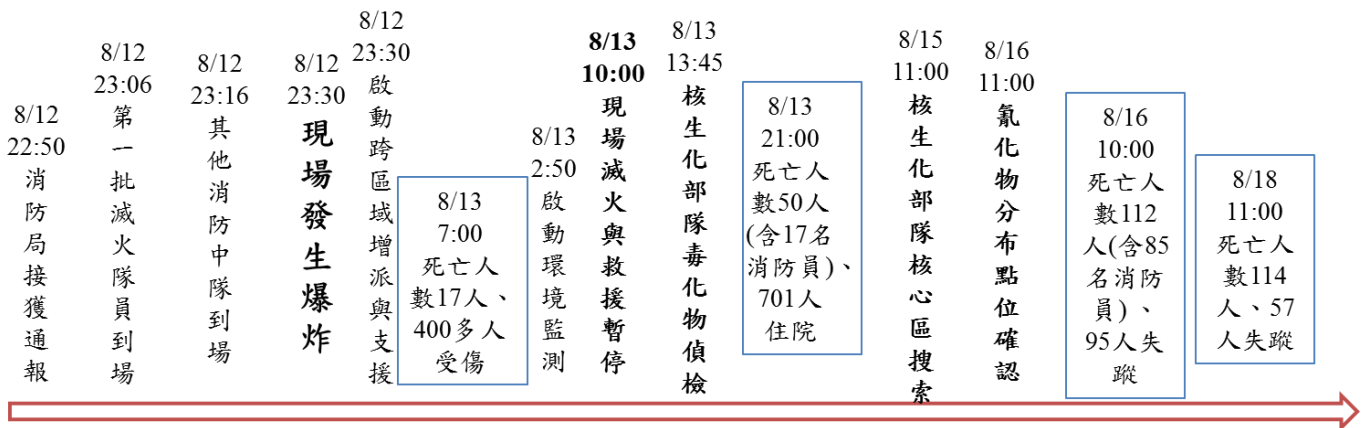 8/12
22:50
消防局接獲通報
8/12
23:06
第一批滅火隊員到場
8/12
23:16
其他消防中隊到場
8/12
23:30
現場發生爆炸
8/12
23:30
啟動跨區域增派與支援
8/13
7:00
死亡人
數17人、
400多人
受傷
8/13
2:50
啟動環境監測
8/13
10:00
現場滅火與救援暫停
8/13
13:45
核生化部隊毒化物偵檢
8/13
21:00
死亡人
數50人
(含17名
消防員)、
701人
住院
8/15
11:00
核生化部隊核心區搜索
8/16
11:00
氰化物分布點位確認
8/16
10:00
死亡人
數112
人(含85
名消防
員)、
95人失
蹤
8/18
11:00
死亡人
數114
人、57
人失蹤